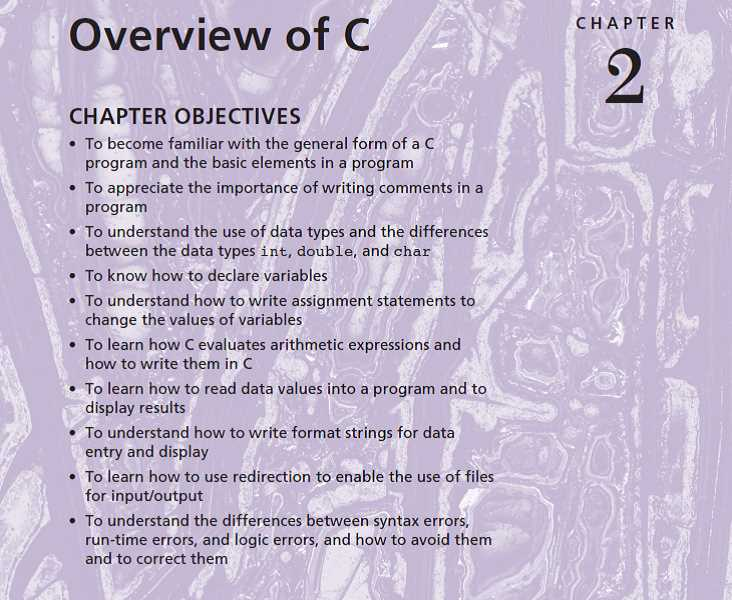 Overview of C
CHAPTER
2
CHAPTER OBJECTIVES
• To become familiar with the general form of a C
program and the basic elements in a program
• To appreciate the importance of writing comments in a
program
• To understand the use of data types and the differences
between the data types int, double, and char
• To know how to declare variables
• To understand how to write assignment statements to
change the values of variables
• To learn how C evaluates arithmetic expressions and
how to write them in C
• To learn how to read data values into a program and to
display results
• To understand how to write format strings for data
entry and display
• To learn how to use redirection to enable the use of files
for input/output
• To understand the differences between syntax errors,
run-time errors, and logic errors, and how to avoid them
and to correct them